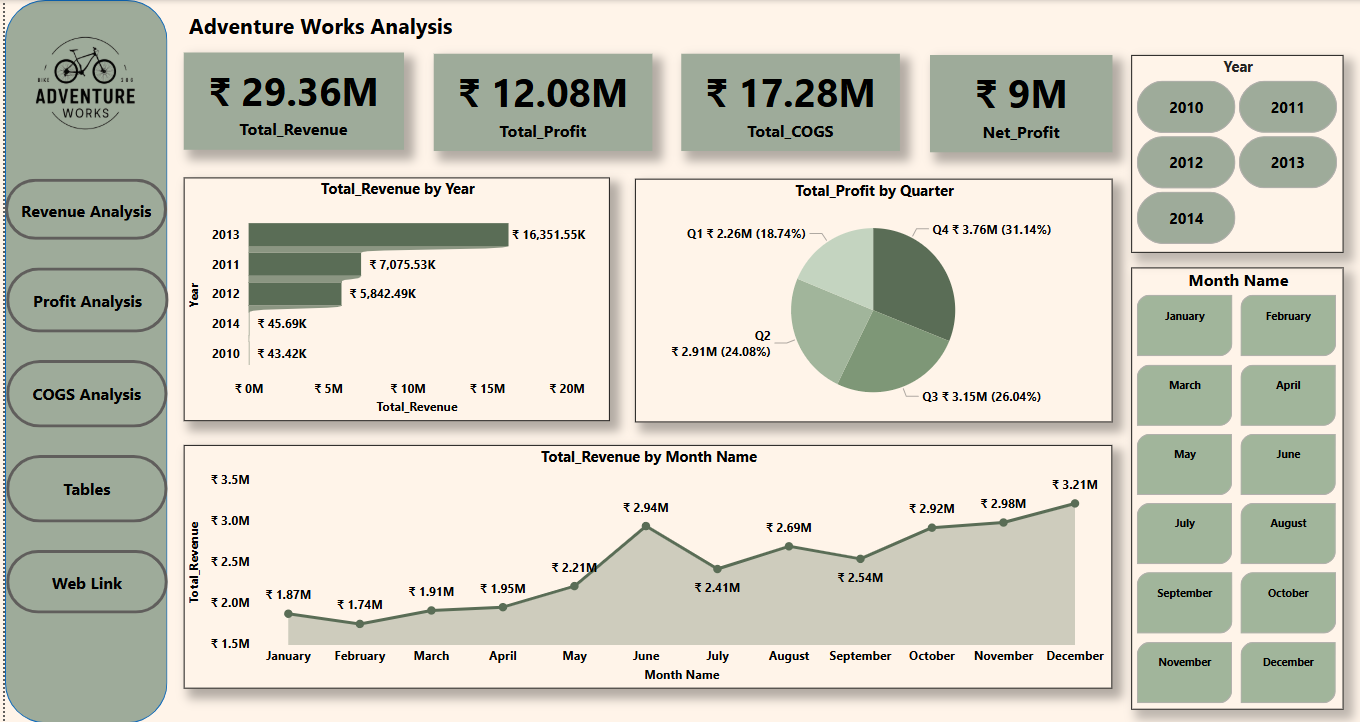 BIKE
ADVENTURE
WORKS
Revenue Analysis
Profit Analysis
COGS Analysis
Tables
Web Link
Adventure Works Analysis
₹ 29.36M
Total_Revenue
₹ 12.08M
Total_Profit
₹ 17.28M
Total_COGS
₹ 9M
Net_Profit
Total_Revenue by Year
Year
2013
₹ 16,351.55K
2011
₹ 7,075.53K
2012
₹ 5,842.49K
2014
₹ 45.69K
2010
₹ 43.42K
₹ 0M
₹ 5M
₹ 10M
₹ 15M
₹ 20M
Total_Revenue
Total_Profit by Quarter
Q1 ₹ 2.26M (18.74%)
Q4 ₹ 3.76M (31.14%)
Q2
₹ 2.91M (24.08%)
Q3 ₹ 3.15M (26.04%)
Total_Revenue by Month Name
Total_Revenue
₹ 3.5M
₹ 3.0M
₹ 2.5M
₹ 2.0M
₹ 1.5M
₹ 1.87M
₹ 1.74M
₹ 1.91M
₹ 1.95M
₹ 2.21M
₹ 2.94M
₹ 2.41M
₹ 2.69M
₹ 2.54M
₹ 2.92M
₹ 2.98M
₹ 3.21M
January
February
March
April
May
June
July
August
September
October
November
December
Month Name
Year
2010
2011
2012
2013
2014
Month Name
January
February
March
April
May
June
July
August
September
October
November
December